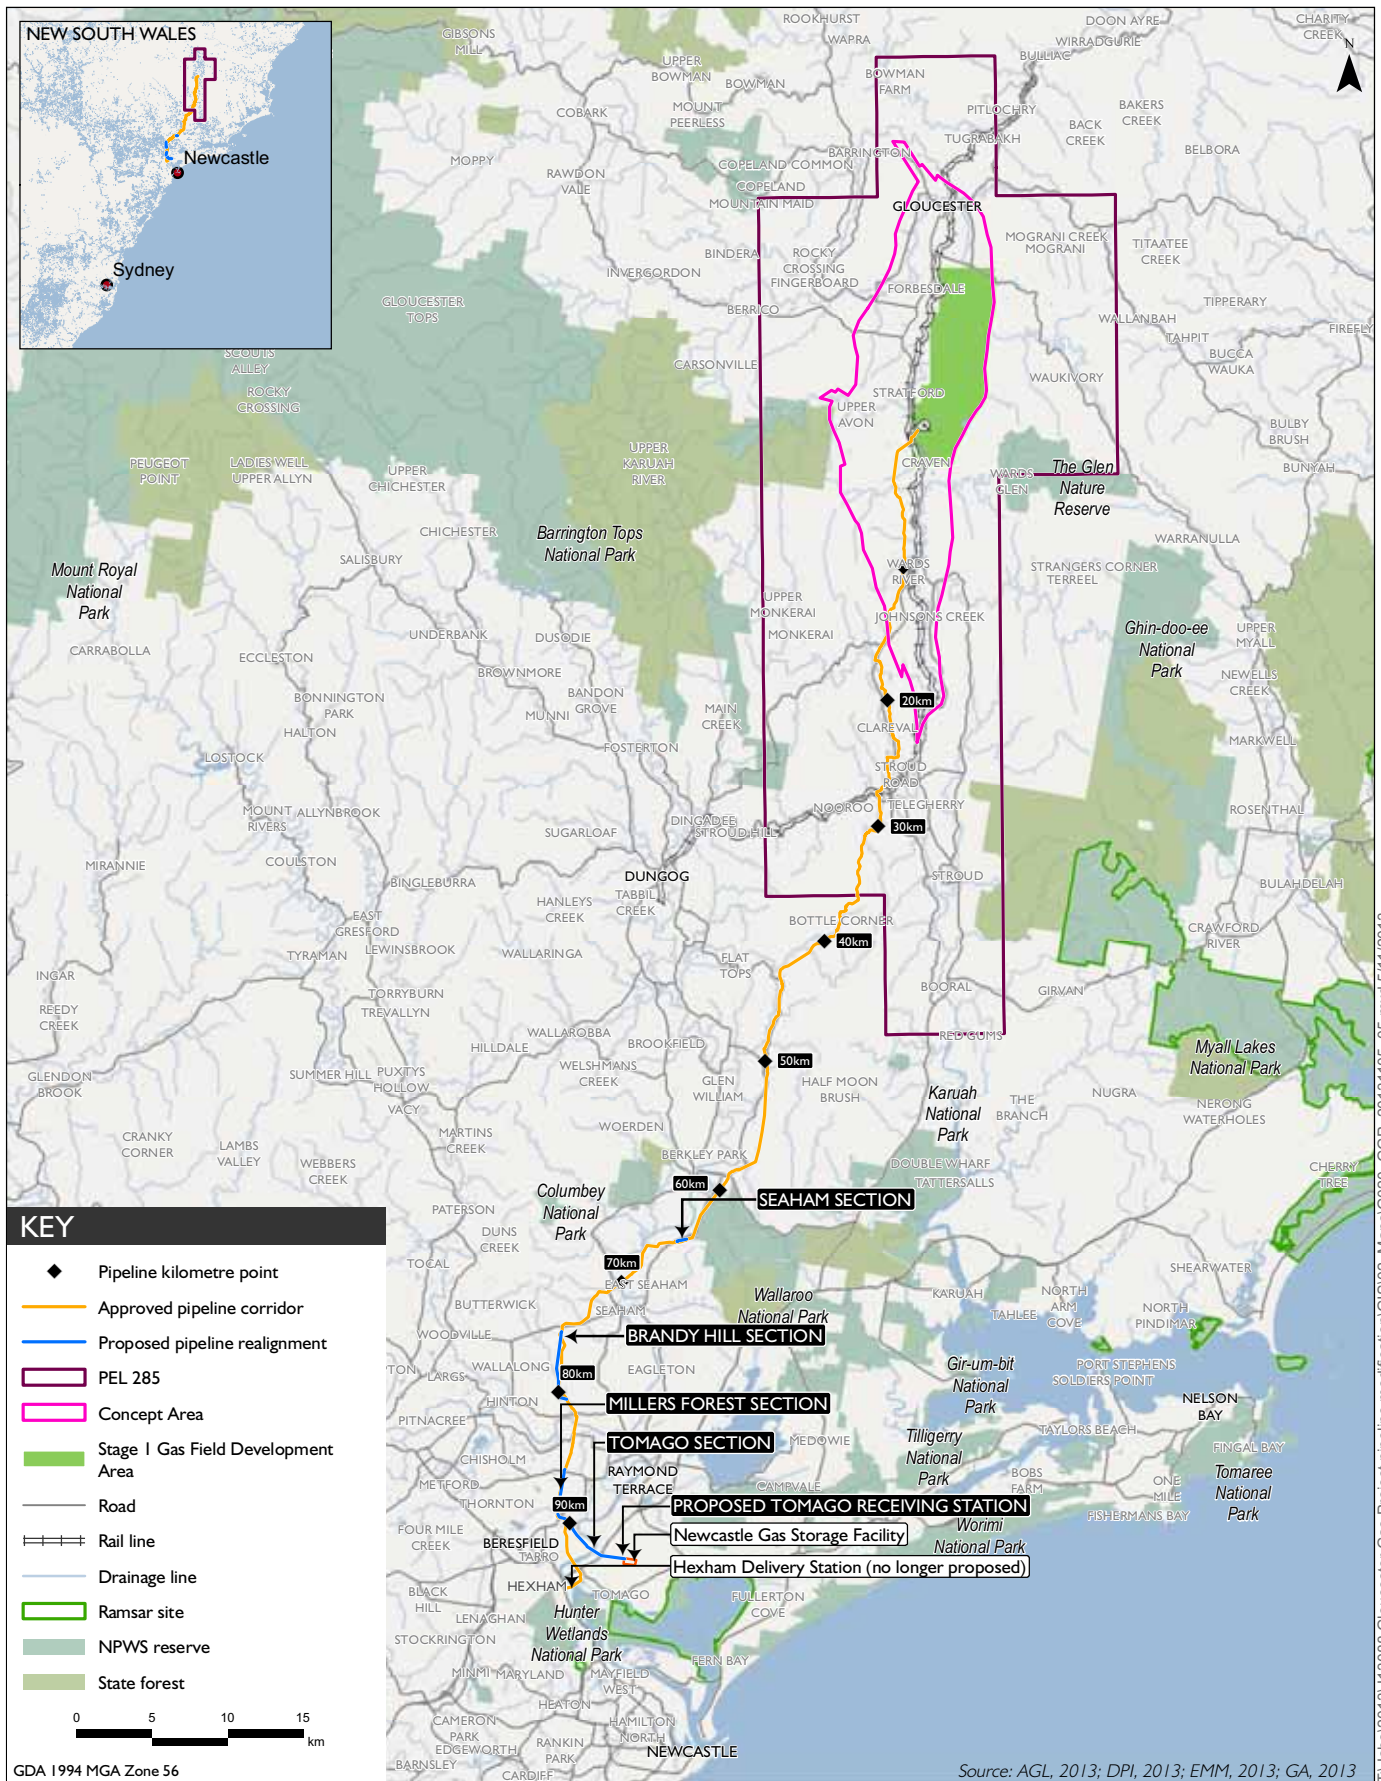 NEW SOUTH WALES
Newcastle
Sydney
N
ROOKHURST
WAPRA
DOON AYRE
WIRRADGURIE
BULLIAC
CHARITY
CREEK
GIBSONS
MILL
UPPER
BOWMAN
BOWMAN
BOWMAN
FARM
COBARK
MOUNT
PEERLESS
PITLOCHRY
TUGRABAKH
BACK
CREEK
BAKERS
CREEK
BELBORA
MOPPY
RAWDON
VALE
COPELAND COMMON
BARRINGTON
COPELAND
MOUNTAIN MAID
GLOUCESTER
BINDERA
ROCKY
CROSSING
FINGERBOARD
MOGRANI CREEK
MOGRANI
TITAATEE
CREEK
INVERGORDON
GLOUCESTER
TOPS
FORBESDALE
BERRICO
TIPPERARY
WALLANBAH
TAHPIT
FIREFLY
BUCCA
WAUKA
SCOUTS
ALLEY
ROCKY
CROSSING
CARSONVILLE
STRATFORD
WAUKIVORY
UPPER
AVON
BULBY
BRUSH
BUNYAH
PEUGEOT
POINT
LADIES WELL
UPPER ALLYN
UPPER
CHICHESTER
UPPER
KARUAH
RIVER
CRAVEN
WARDS
GLEN
The Glen
Nature
Reserve
CHICHESTER
Barrington Tops
National Park
WARRANULLA
SALISBURY
Mount Royal
National
Park
WARDS
RIVER
STRANGERS CORNER
TERREEL
UPPER
MONKERAI
MONKERAI
JOHNSONS CREEK
Ghin-doo-ee
National
Park
UPPER
MYALL
CARRABOLLA
UNDERBANK
DUSODIE
ECCLESTON
BROWNMORE
NEWELLS
CREEK
BONNINGTON
PARK
BANDON
GROVE
20km
HALTON
MUNNI
MAIN
CREEK
CLAREVAL
LOSTOCK
FOSTERTON
MARKWELL
STROUD
ROAD
MOUNT
RIVERS
ALLYNBROOK
NOOROO
TELEGHERRY
ROSENTHAL
DINGADEE
STROUD HILL
30km
SUGARLOAF
MIRANNIE
COULSTON
BINGLEBURRA
DUNGOG
TABBIL
CREEK
STROUD
BULAHDELAH
HANLEYS
CREEK
EAST
GRESFORD
BOTTLE CORNER
40km
CRAWFORD
RIVER
TYRAMAN
LEWINSBROOK
WALLARINGA
FLAT
TOPS
INGAR
REEDY
CREEK
TORRYBURN
TREVALLYN
BOORAL
GIRVAN
WALLAROBBA
HILLDALE
BROOKFIELD
RED GUMS
Myall Lakes
National Park
GLENDON
BROOK
SUMMER HILL
PUXTYS
HOLLOW
WELSHMANS
CREEK
50km
GLEN
WILLIAM
HALF MOON
BRUSH
Karuah
National
Park
THE
BRANCH
NUGRA
NERONG
WATERHOLES
VACY
CRANKY
CORNER
LAMBS
VALLEY
WEBBERS
CREEK
MARTINS
CREEK
WOERDEN
BERKLEY PARK
DOUBLE WHARF
TATTERSALLS
CHERRY
TREE
60km
SEAHAM SECTION
PATERSON
Columbey
National
Park
DUNS
CREEK
TOCAL
70km
EAST SEAHAM
SHEARWATER
BUTTERWICK
SEAHAM
Wallaroo
National Park
KARUAH
TAHLEE
NORTH
ARM
COVE
NORTH
PINDIMAR
WOODVILLE
BRANDY HILL SECTION
LARGS
WALLALONG
80km
EAGLETON
Gir-um-bit
National
Park
PORT STEPHENS
SOLDIERS POINT
HINTON
MILLERS FOREST SECTION
NELSON
BAY
PITNACREE
TOMAGO SECTION
MEDOWIE
Tilligerry
National
Park
TAYLORS BEACH
FINGAL BAY
CHISHOLM
RAYMOND
TERRACE
METFORD
CAMPVALE
BOBS
FARM
ONE
MILE
Tomaree
National
Park
THORNTON
90km
PROPOSED TOMAGO RECEIVING STATION
FISHERMANS BAY
FOUR MILE
CREEK
BERESFIELD
TARRO
Newcastle Gas Storage Facility
Worimi
National Park
HEXHAM
Hexham Delivery Station (no longer proposed)
BLACK
HILL
TOMAGO
FULLERTON
COVE
LENAGHAN
Hunter
Wetlands
National Park
STOCKRINGTON
MINMI
MARYLAND
MAYFIELD
WEST
FERN BAY
HEATON
CAMERON
PARK
HAMILTON
NORTH
EDGEWORTH
RANKIN
PARK
NEWCASTLE
BARNSLEY
CARDIFF
KEY
Pipeline kilometre point
Approved pipeline corridor
Proposed pipeline realignment
PEL 285
Concept Area
Stage 1 Gas Field Development
Area
Road
Rail line
Drainage line
Ramsar site
NPWS reserve
State forest
0 5 10 15
km
GDA 1994 MGA Zone 56
Source: AGL, 2013; DPI, 2013; EMM, 2013; GA, 2013